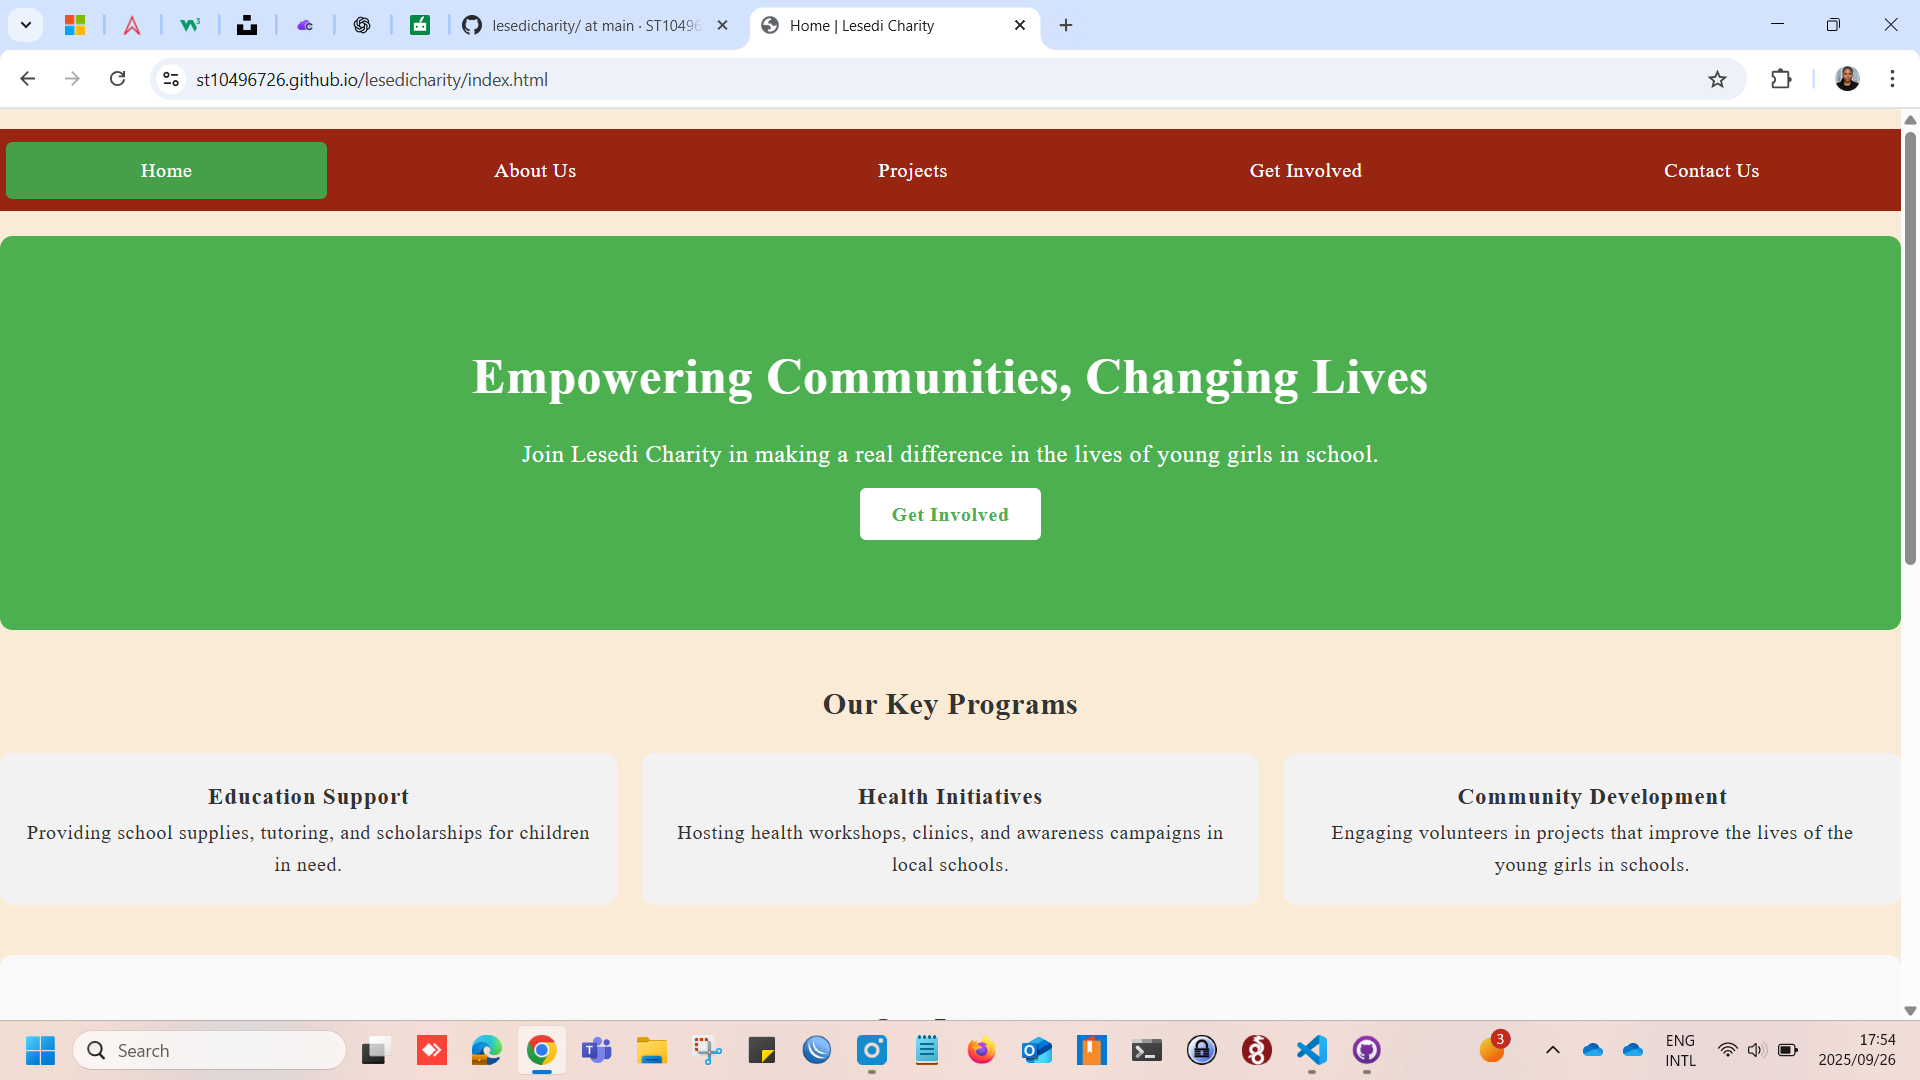 lesedicharity/ at main · ST10496
Home | Lesedi Charity
st10496726.github.io/lesedicharity/index.html
Home
About Us
Projects
Get Involved
Contact Us
Empowering Communities, Changing Lives
Join Lesedi Charity in making a real difference in the lives of young girls in school.
Get Involved
Our Key Programs
Education Support
Providing school supplies, tutoring, and scholarships for children
in need.
Health Initiatives
Hosting health workshops, clinics, and awareness campaigns in
local schools.
Community Development
Engaging volunteers in projects that improve the lives of the
young girls in schools.
Search
3
ENG
INTL
17:54
2025/09/26